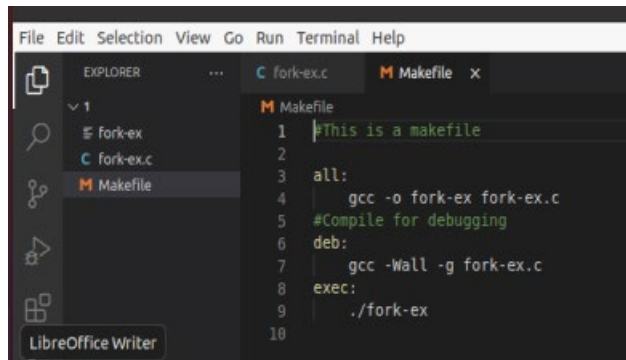 File Edit Selection View Go Run Terminal Help
EXPLORER ...
1
fork-ex
C fork-ex.c
M Makefile
C fork-ex.c M Makefile ×
M Makefile
1 #This is a makefile
2
3 all:
4 gcc -o fork-ex fork-ex.c
5 #Compile for debugging
6 deb:
7 gcc -Wall -g fork-ex.c
8 exec:
9 ./fork-ex
10
LibreOffice Writer